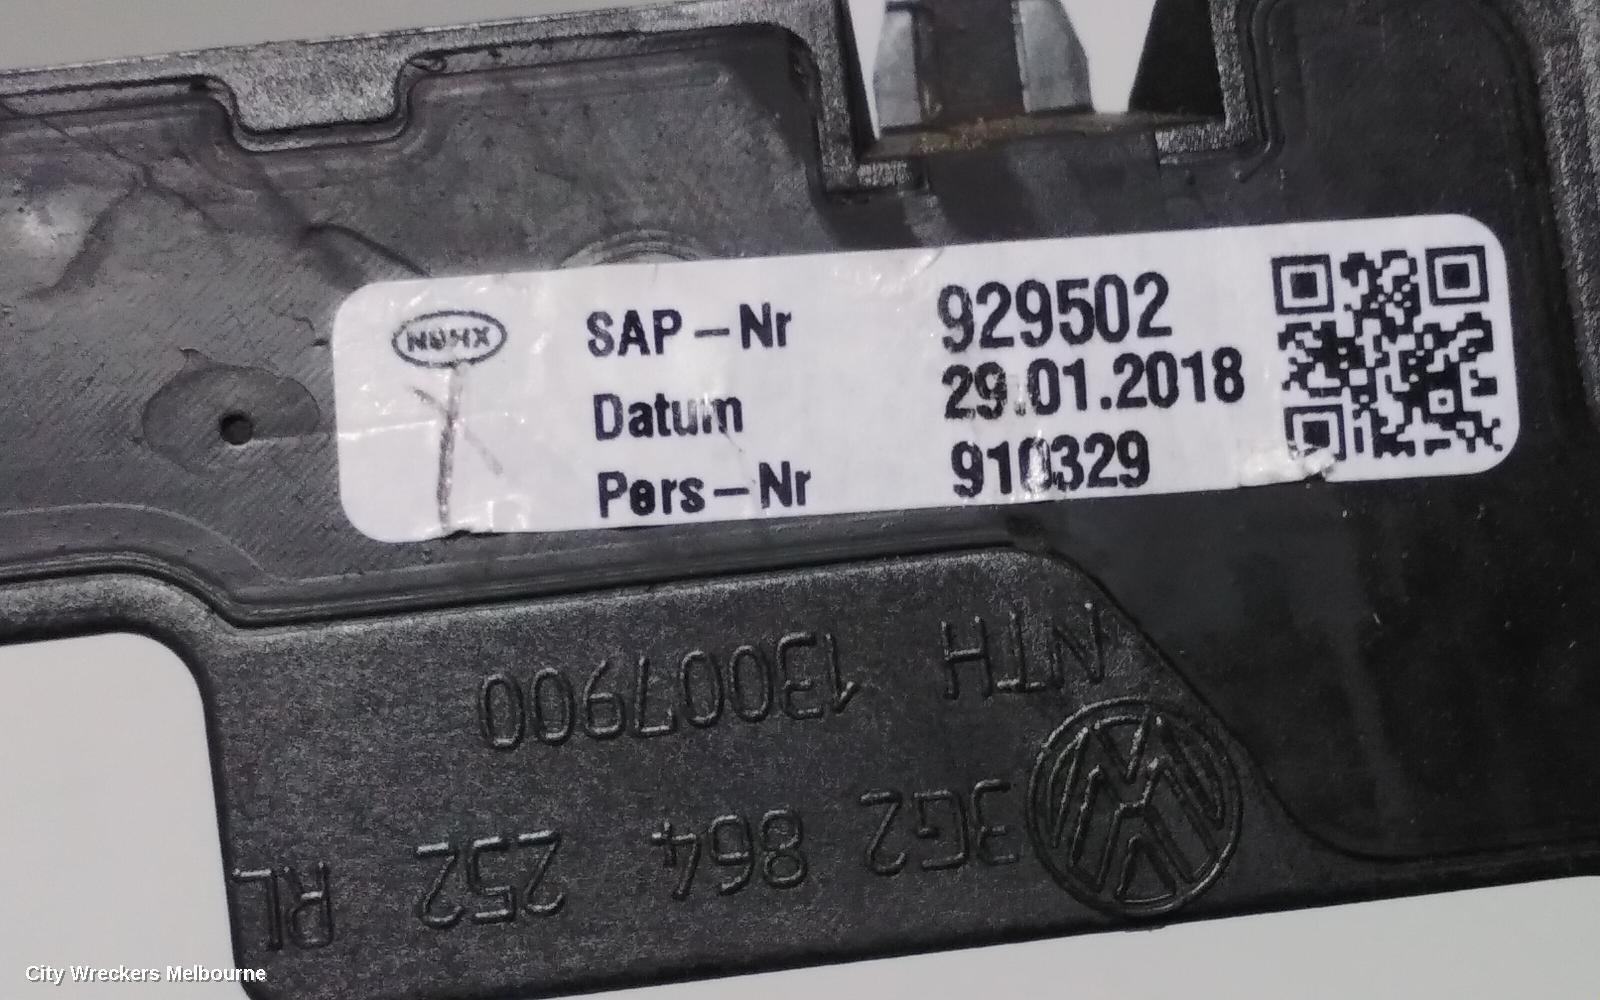 SAP-Nr 929502
Datum 29.01.2018
Pers-Nr 910329
NTH 13007900
3G2 864 252 RL
City Wreckers Melbourne